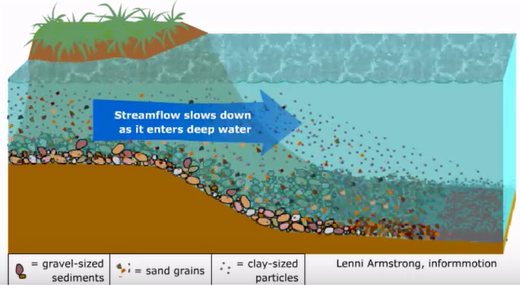 Streamflow slows down
as it enters deep water
= gravel-sized
sediments
= sand grains
= clay-sized
particles
Lenni Armstrong, informmotion